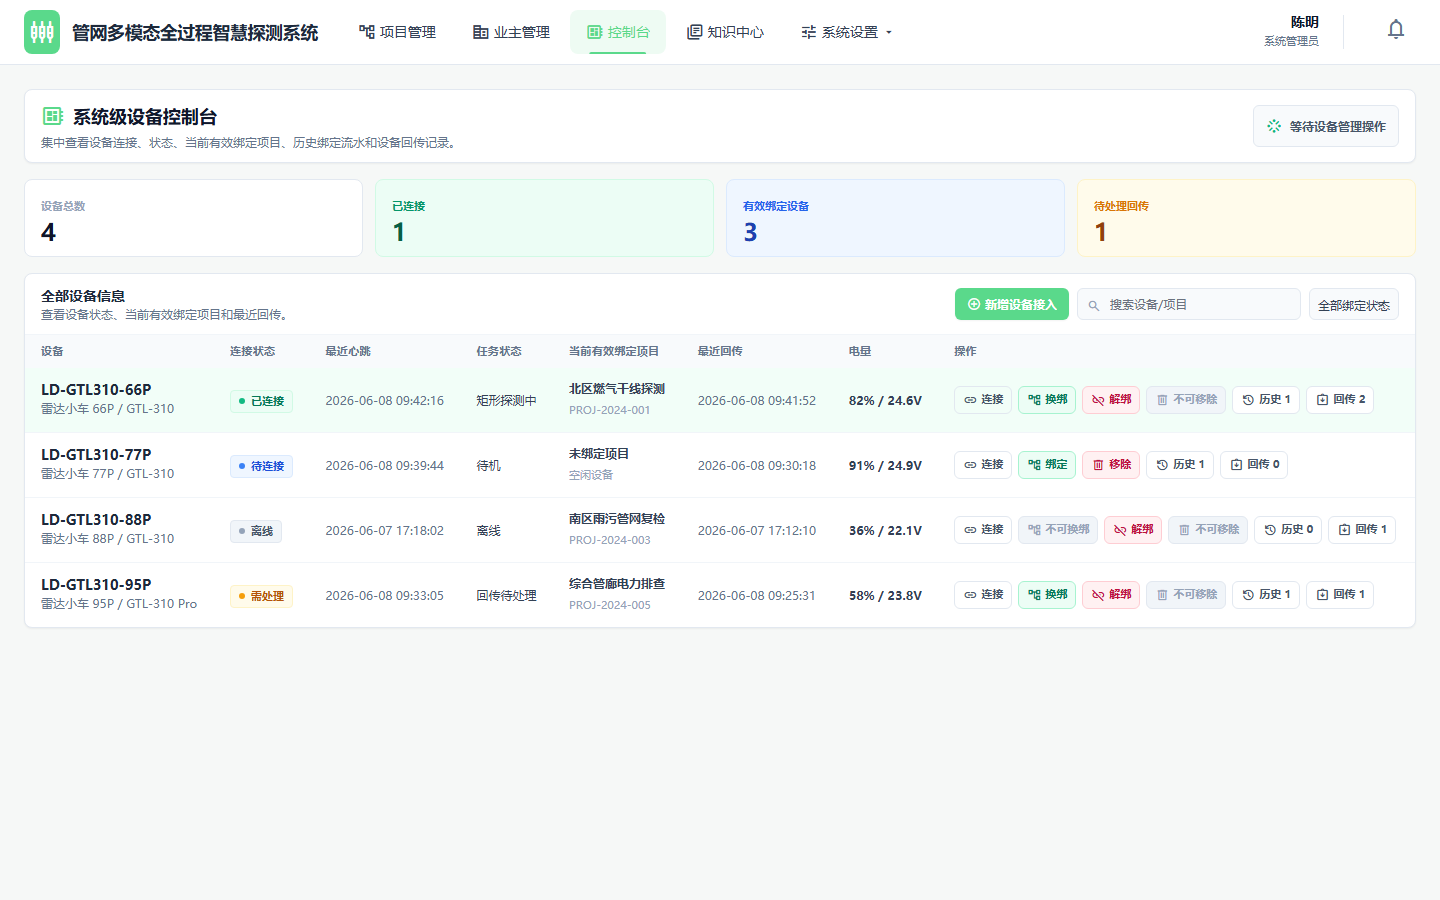 管网多模态全过程智慧探测系统 项目管理 业主管理 控制台 知识中心 系统设置 陈明
系统管理员
系统级设备控制台
集中查看设备连接、状态、当前有效绑定项目、历史绑定流水和设备回传记录。
等待设备管理操作
设备总数
4
已连接
1
有效绑定设备
3
待处理回传
1
全部设备信息
查看设备状态、当前有效绑定项目和最近回传。
新增设备接入 搜索设备/项目 全部绑定状态
设备 连接状态 最近心跳 任务状态 当前有效绑定项目 最近回传 电量 操作
LD-GTL310-66P
雷达小车 66P / GTL-310
已连接 2026-06-08 09:42:16 矩形探测中
北区燃气干线探测
PROJ-2024-001
2026-06-08 09:41:52 82% / 24.6V 连接 换绑 解绑 不可移除 历史 1 回传 2
LD-GTL310-77P
雷达小车 77P / GTL-310
待连接 2026-06-08 09:39:44 待机
未绑定项目
空闲设备
2026-06-08 09:30:18 91% / 24.9V 连接 绑定 移除 历史 1 回传 0
LD-GTL310-88P
雷达小车 88P / GTL-310
离线 2026-06-07 17:18:02 离线
南区雨污管网复检
PROJ-2024-003
2026-06-07 17:12:10 36% / 22.1V 连接 不可换绑 解绑 不可移除 历史 0 回传 1
LD-GTL310-95P
雷达小车 95P / GTL-310 Pro
需处理 2026-06-08 09:33:05 回传待处理
综合管廊电力排查
PROJ-2024-005
2026-06-08 09:25:31 58% / 23.8V 连接 换绑 解绑 不可移除 历史 1 回传 1